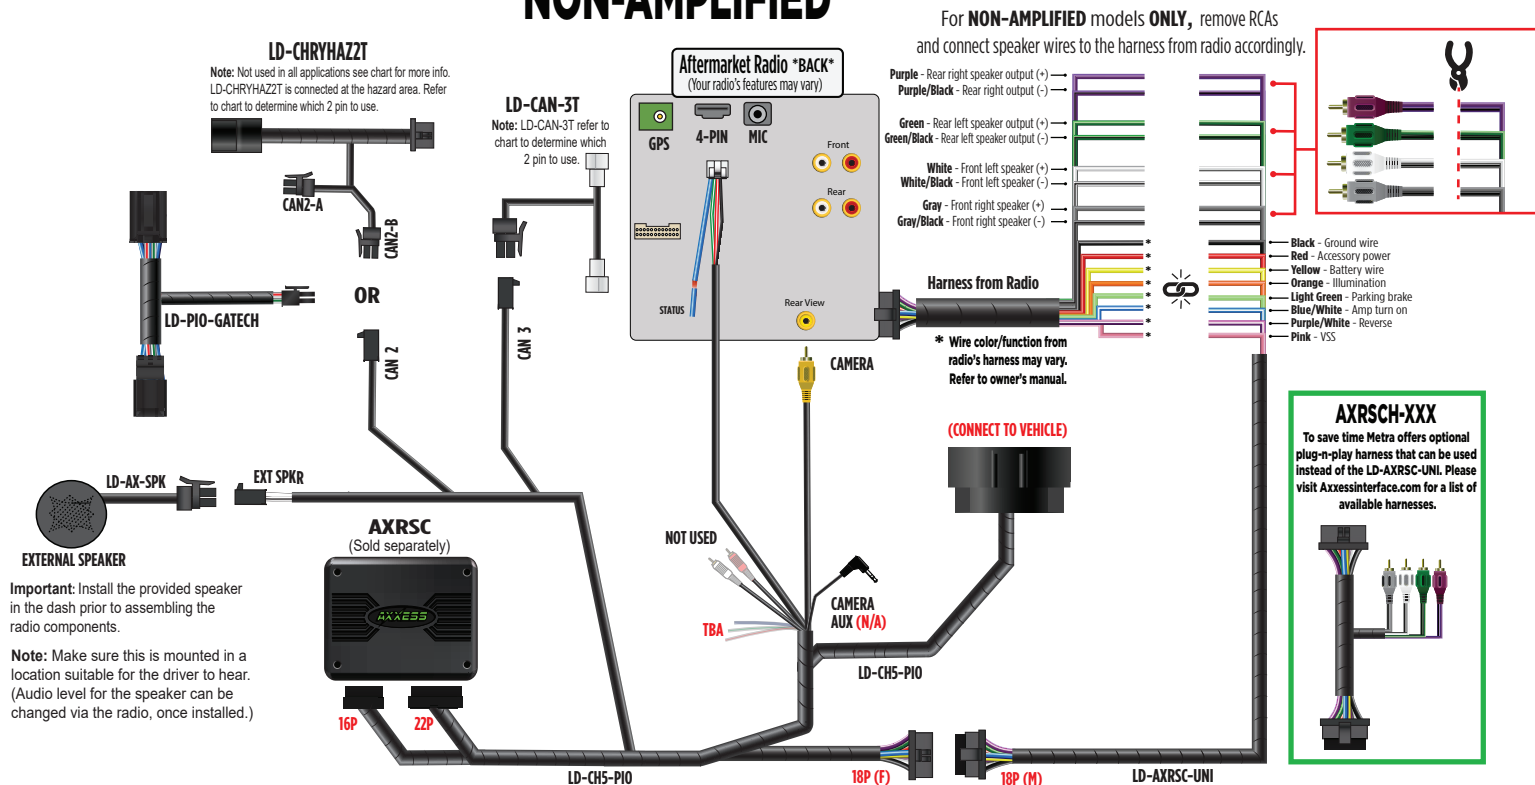 NON-AMPLIFIED
For NON-AMPLIFIED models ONLY, remove RCAs
and connect speaker wires to the harness from radio accordingly.
LD-CHRYHAZ2T
Note: Not used in all applications see chart for more info.
LD-CHRYHAZ2T is connected at the hazard area. Refer
to chart to determine which 2 pin to use.
CAN2-A
CAN2-B
LD-CAN-3T
Note: LD-CAN-3T refer to
chart to determine which
2 pin to use.
Aftermarket Radio *BACK*
(Your radio's features may vary)
GPS
4-PIN
MIC
Front
Rear
STATUS
Rear View
Purple - Rear right speaker output (+)
Purple/Black - Rear right output (-)
Green - Rear left speaker output (+)
Green/Black - Rear left speaker output (-)
White - Front left speaker (+)
White/Black - Front left speaker (-)
Gray - Front right speaker (+)
Gray/Black - Front right speaker (-)
Harness from Radio
* * * * * * * *
Black - Ground wire
Red - Accessory power
Yellow - Battery wire
Orange - Illumination
Light Green - Parking brake
Blue/White - Amp turn on
Purple/White - Reverse
Pink - VSS
* Wire color/function from
radio's harness may vary.
Refer to owner's manual.
LD-PIO-GATECH
OR
CAN 2
CAN 3
CAMERA
(CONNECT TO VEHICLE)
LD-AX-SPK
EXT SPKR
EXTERNAL SPEAKER
Important: Install the provided speaker
in the dash prior to assembling the
radio components.
Note: Make sure this is mounted in a
location suitable for the driver to hear.
(Audio level for the speaker can be
changed via the radio, once installed.)
AXRSC
(Sold separately)
AXXESS
16P
22P
NOT USED
TBA
CAMERA
AUX (N/A)
LD-CH5-PIO
LD-CH5-PIO
18P (F)
18P (M)
LD-AXRSC-UNI
AXRSCH-XXX
To save time Metra offers optional
plug-n-play harness that can be used
instead of the LD-AXRSC-UNI. Please
visit Axxessinterface.com for a list of
available harnesses.